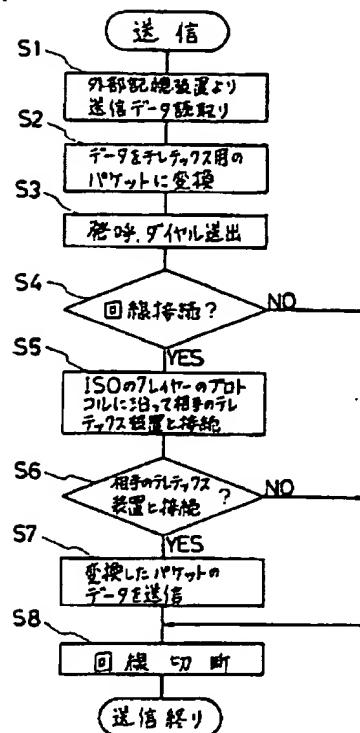 送信
S1
外部記憶装置より
送信データ読取り
S2
データをテレテックス用の
パケットに変換
S3
発呼、ダイヤル送出
S4
回線接続?
NO
YES
S5
ISOの7レイヤーのプロト
コルに沿って相手のテレ
テックス装置と接続
S6
相手のテレテックス
装置と接続?
NO
YES
S7
変換したパケットの
データを送信
S8
回線切断
送信終り